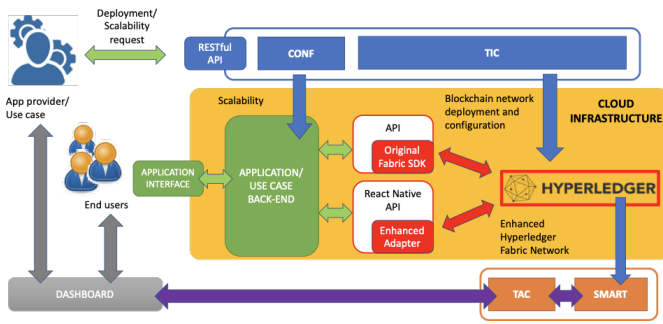 Deployment/
Scalability
request
RESTful
API
CONF
TIC
App provider/
Use case
Scalability
Blockchain network
deployment and
configuration
CLOUD
INFRASTRUCTURE
API
Original
Fabric SDK
APPLICATION
INTERFACE
APPLICATION/
USE CASE
BACK-END
HYPERLEDGER
React Native
API
Enhanced
Adapter
End users
Enhanced
Hyperledger
Fabric Network
DASHBOARD
TAC
SMART